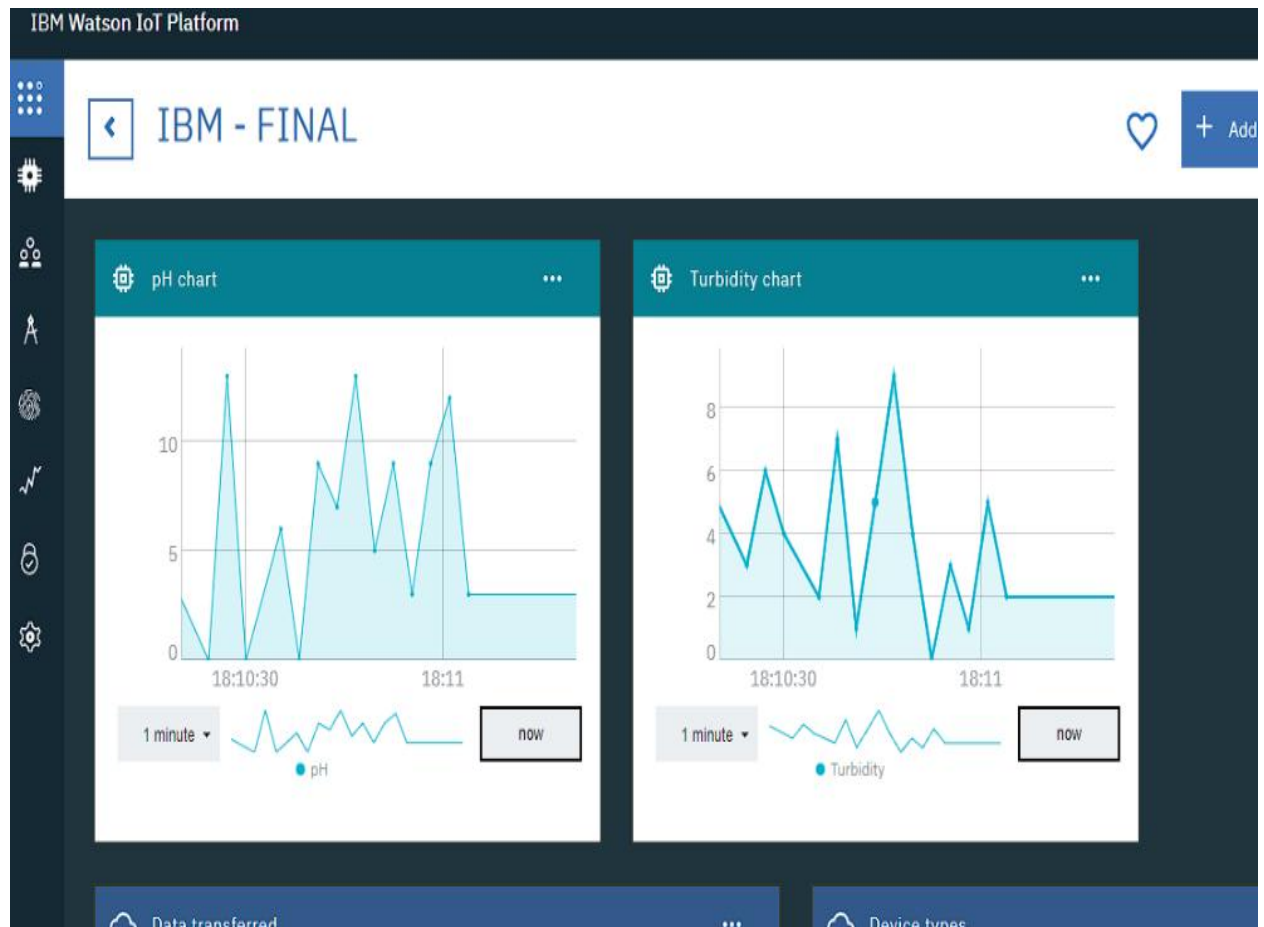 IBM Watson IoT Platform
IBM - FINAL
+ Add
pH chart
10
5
0
18:10:30 18:11
1 minute
now
pH
Turbidity chart
8
6
4
2
0
18:10:30 18:11
1 minute
now
Turbidity
Data transferred
Device types